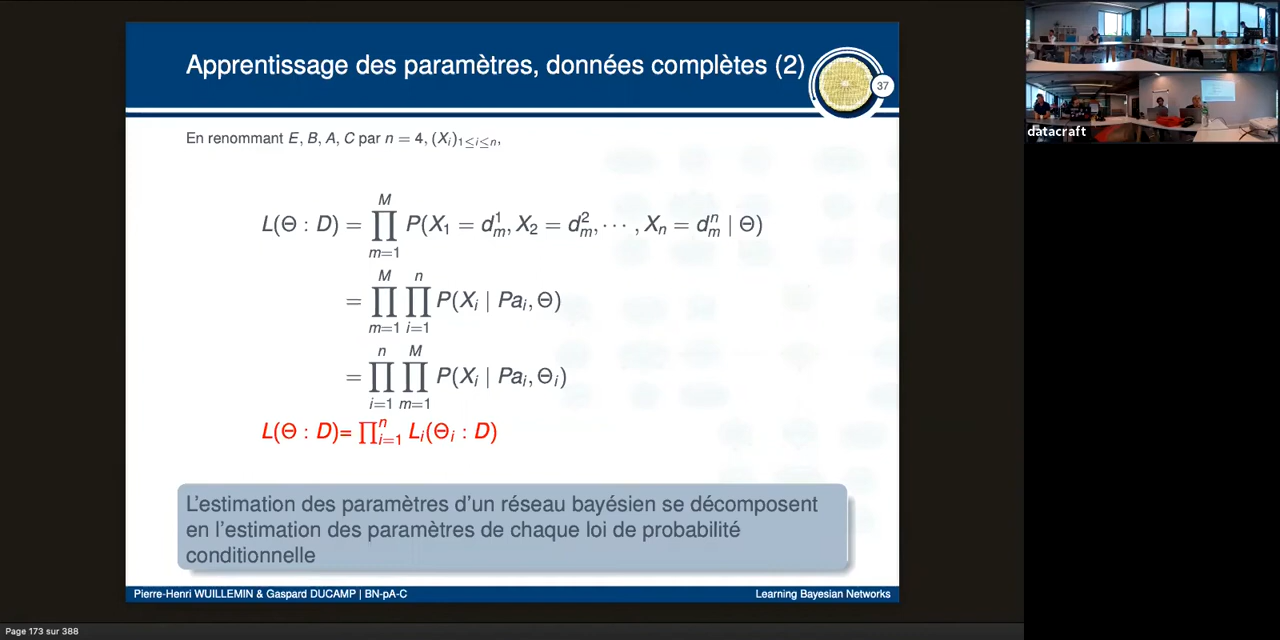 Apprentissage des paramètres, données complètes (2)
37
En renommant E, B, A, C par n = 4, (X_i)_{1≤i≤n},
L(Θ : D) = ∏_{m=1}^{M} P(X_1 = d_m^1, X_2 = d_m^2, ⋯ , X_n = d_m^n | Θ)
= ∏_{m=1}^{M} ∏_{i=1}^{n} P(X_i | Pa_i, Θ)
= ∏_{i=1}^{n} ∏_{m=1}^{M} P(X_i | Pa_i, Θ_i)
L(Θ : D)= ∏_{i=1}^{n} L_i(Θ_i : D)
L'estimation des paramètres d'un réseau bayésien se décomposent
en l'estimation des paramètres de chaque loi de probabilité
conditionnelle
Pierre-Henri WUILLEMIN & Gaspard DUCAMP | BN-pA-C
Learning Bayesian Networks
Page 173 sur 388
datacraft